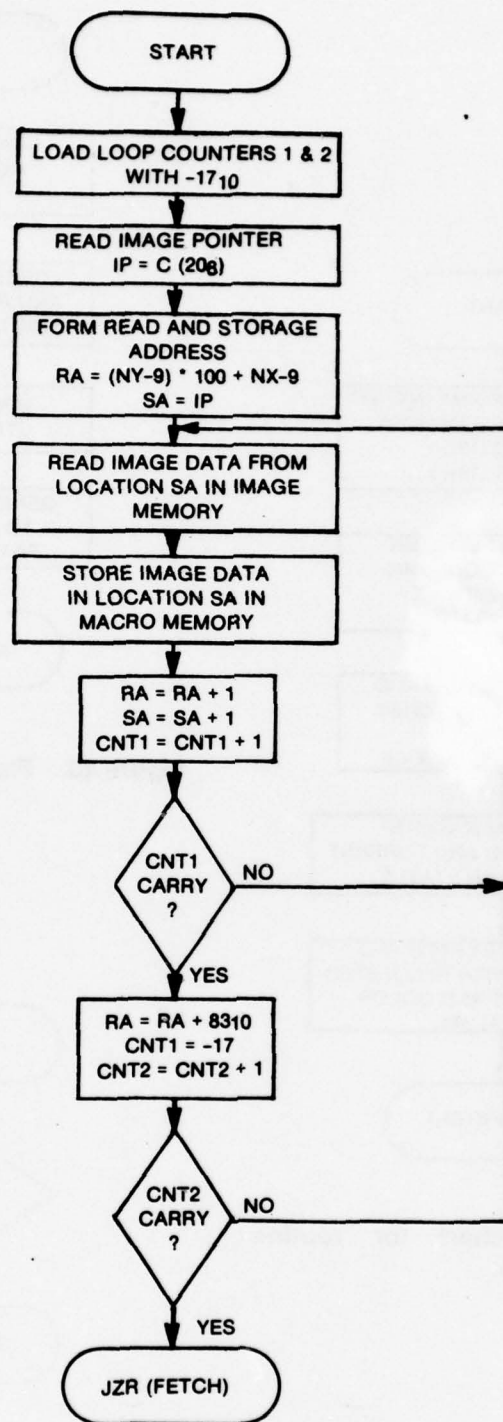 START
LOAD LOOP COUNTERS 1 & 2
WITH -17₁₀
READ IMAGE POINTER
IP = C (20₈)
FORM READ AND STORAGE
ADDRESS
RA = (NY-9) * 100 + NX-9
SA = IP
READ IMAGE DATA FROM
LOCATION SA IN IMAGE
MEMORY
STORE IMAGE DATA
IN LOCATION SA IN
MACRO MEMORY
RA = RA + 1
SA = SA + 1
CNT1 = CNT1 + 1
CNT1
CARRY
?
NO
YES
RA = RA + 83₁₀
CNT1 = -17
CNT2 = CNT2 + 1
CNT2
CARRY
?
NO
YES
JZR (FETCH)